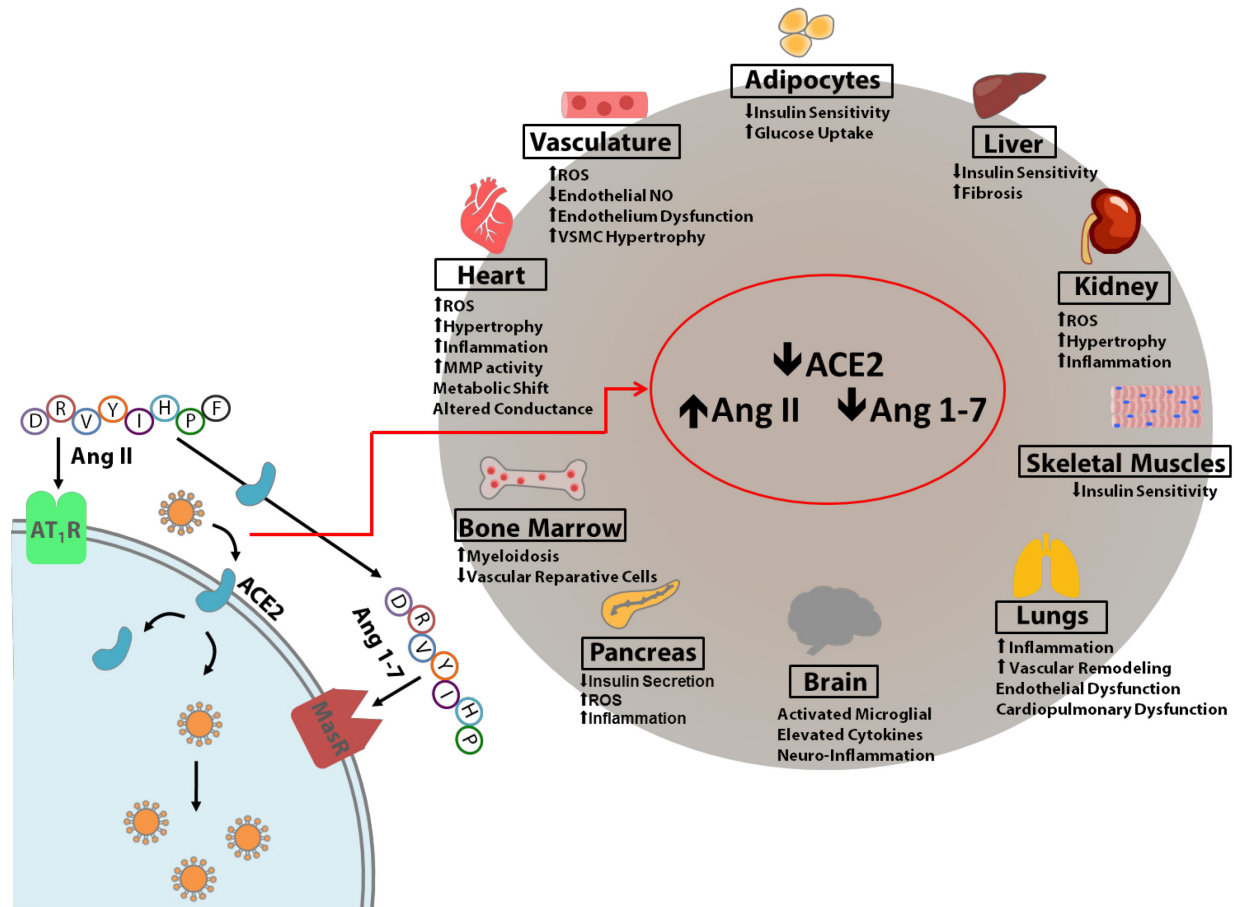 Adipocytes
↓Insulin Sensitivity
↑Glucose Uptake
Vasculature
↑ROS
↓Endothelial NO
↑Endothelium Dysfunction
↑VSMC Hypertrophy
Liver
↓Insulin Sensitivity
↑Fibrosis
Heart
↑ROS
↑Hypertrophy
↑Inflammation
↑MMP activity
Metabolic Shift
Altered Conductance
Kidney
↑ROS
↑Hypertrophy
↑Inflammation
↓ACE2
↑Ang II ↓Ang 1-7
Skeletal Muscles
↓Insulin Sensitivity
Bone Marrow
↑Myeloidosis
↓Vascular Reparative Cells
Lungs
↑Inflammation
↑Vascular Remodeling
Endothelial Dysfunction
Cardiopulmonary Dysfunction
Pancreas
↓Insulin Secretion
↑ROS
↑Inflammation
Brain
Activated Microglial
Elevated Cytokines
Neuro-Inflammation
D R V Y I H P F
Ang II
AT₁R
ACE2
D R V Y I H P
Ang 1-7
MasR